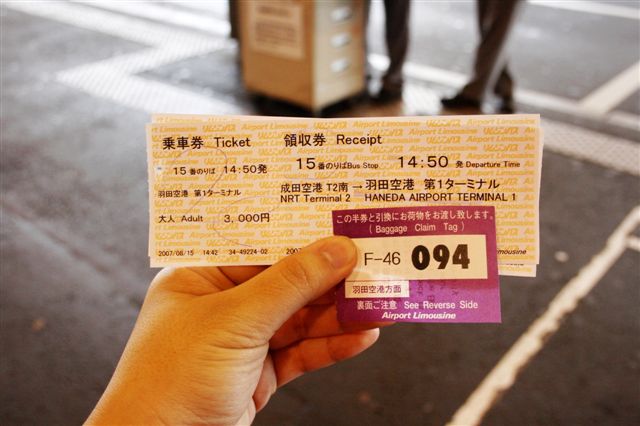 乗車券 Ticket
領収券 Receipt
15番のりば 14:50発
15番のりば Bus Stop 14:50 発 Departure Time
羽田空港 第1ターミナル
成田空港 T2南→羽田空港 第1ターミナル
NRT Terminal 2 HANEDA AIRPORT TERMINAL 1
大人 Adult 3,000円
2007/08/15 14:42 34-49224-02
2007
この半券と引換にお荷物をお渡し致します。
( Baggage Claim Tag )
F-46 094
羽田空港方面
裏面ご注意 See Reverse Side
Airport Limousine